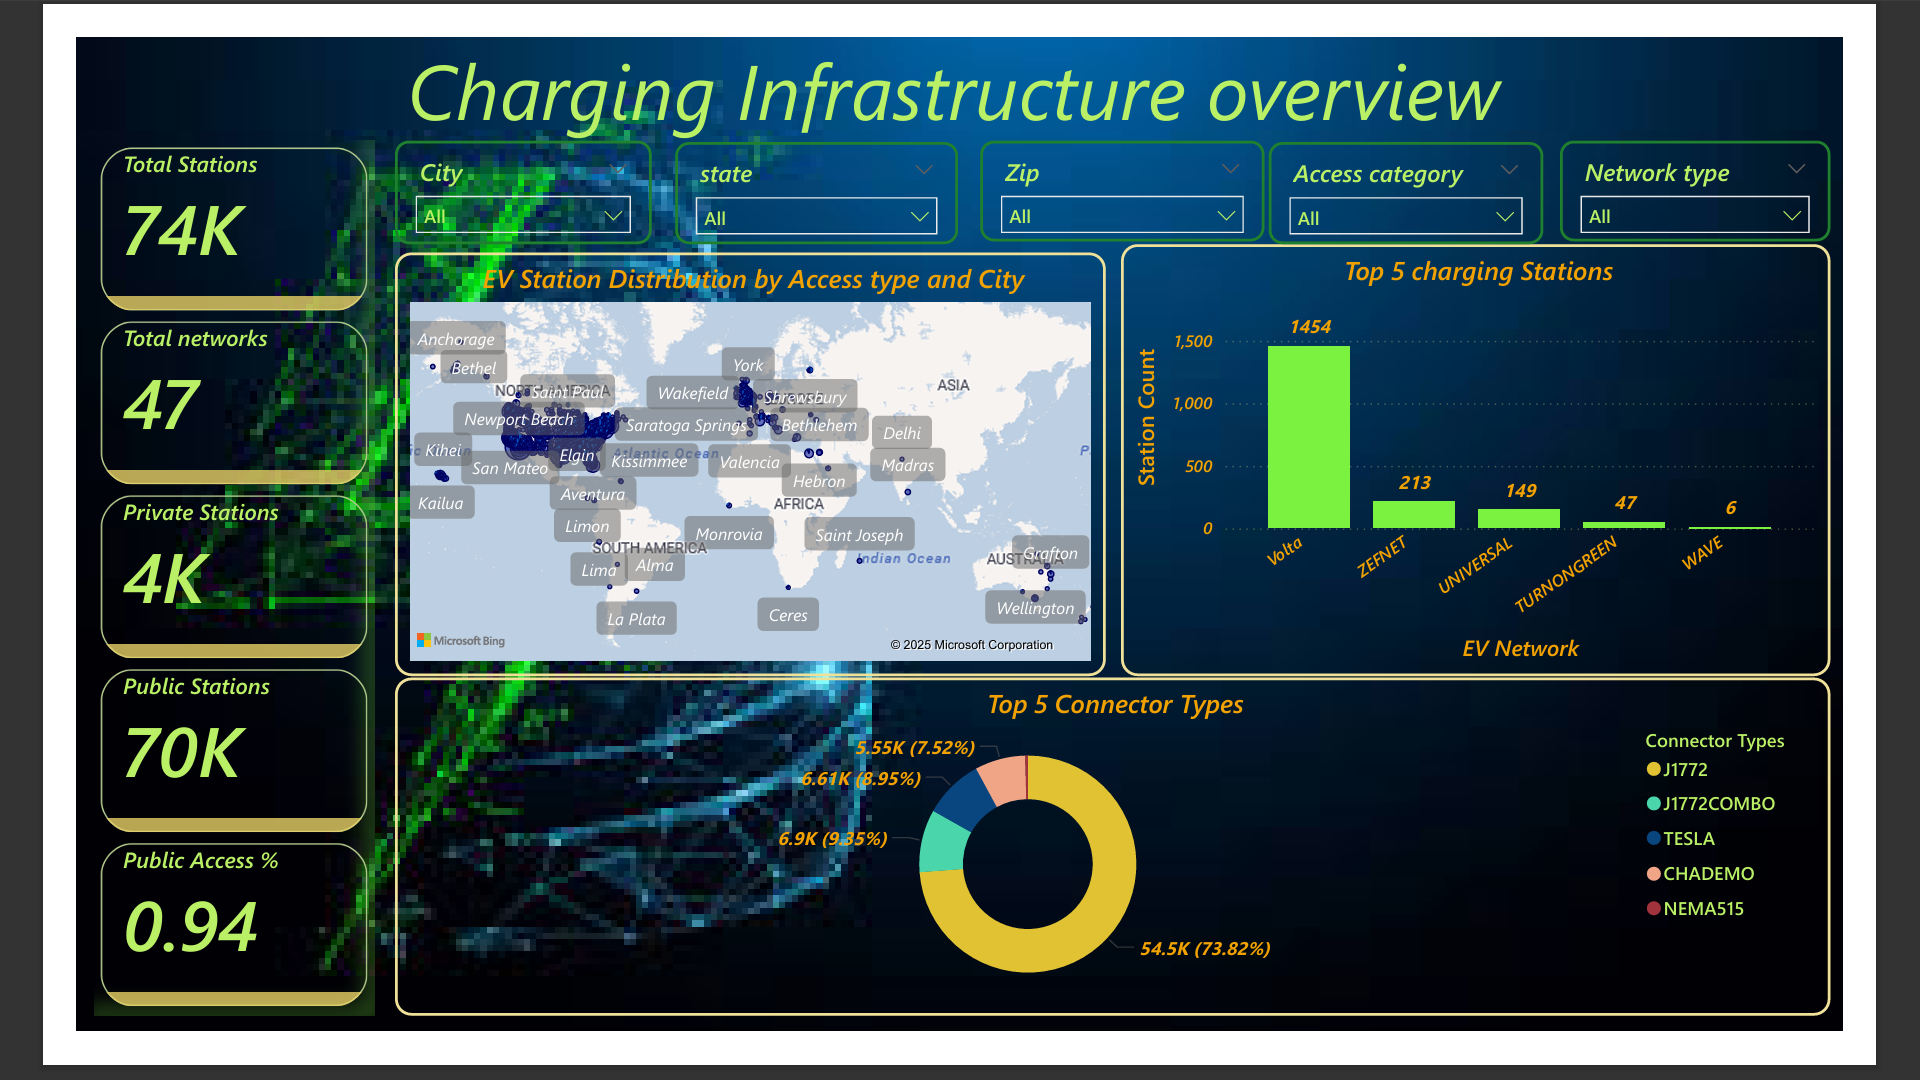 Charging Infrastructure overview
Total Stations
74K
Total networks
47
Private Stations
4K
Public Stations
70K
Public Access %
0.94
City
All
state
All
Zip
All
Access category
All
Network type
All
EV Station Distribution by Access type and City
Anchorage
Bethel
NORTH AMERICA
Saint Paul
Newport Beach
Kihei
San Mateo
Elgin
Kissimmee
Atlantic Ocean
Kailua
Aventura
Limon
SOUTH AMERICA
Lima
Alma
La Plata
York
Wakefield
Shrewsbury
Saratoga Springs
Bethlehem
Valencia
Hebron
AFRICA
Monrovia
Saint Joseph
Ceres
ASIA
Delhi
Madras
Indian Ocean
Grafton
Wellington
P
Microsoft Bing
© 2025 Microsoft Corporation
Top 5 charging Stations
Station Count
1,500
1,000
500
0
1454
213
149
47
6
Volta
ZEFNET
UNIVERSAL
TURNONGREEN
WAVE
EV Network
Top 5 Connector Types
5.55K (7.52%)
6.61K (8.95%)
6.9K (9.35%)
54.5K (73.82%)
Connector Types
J1772
J1772COMBO
TESLA
CHADEMO
NEMA515